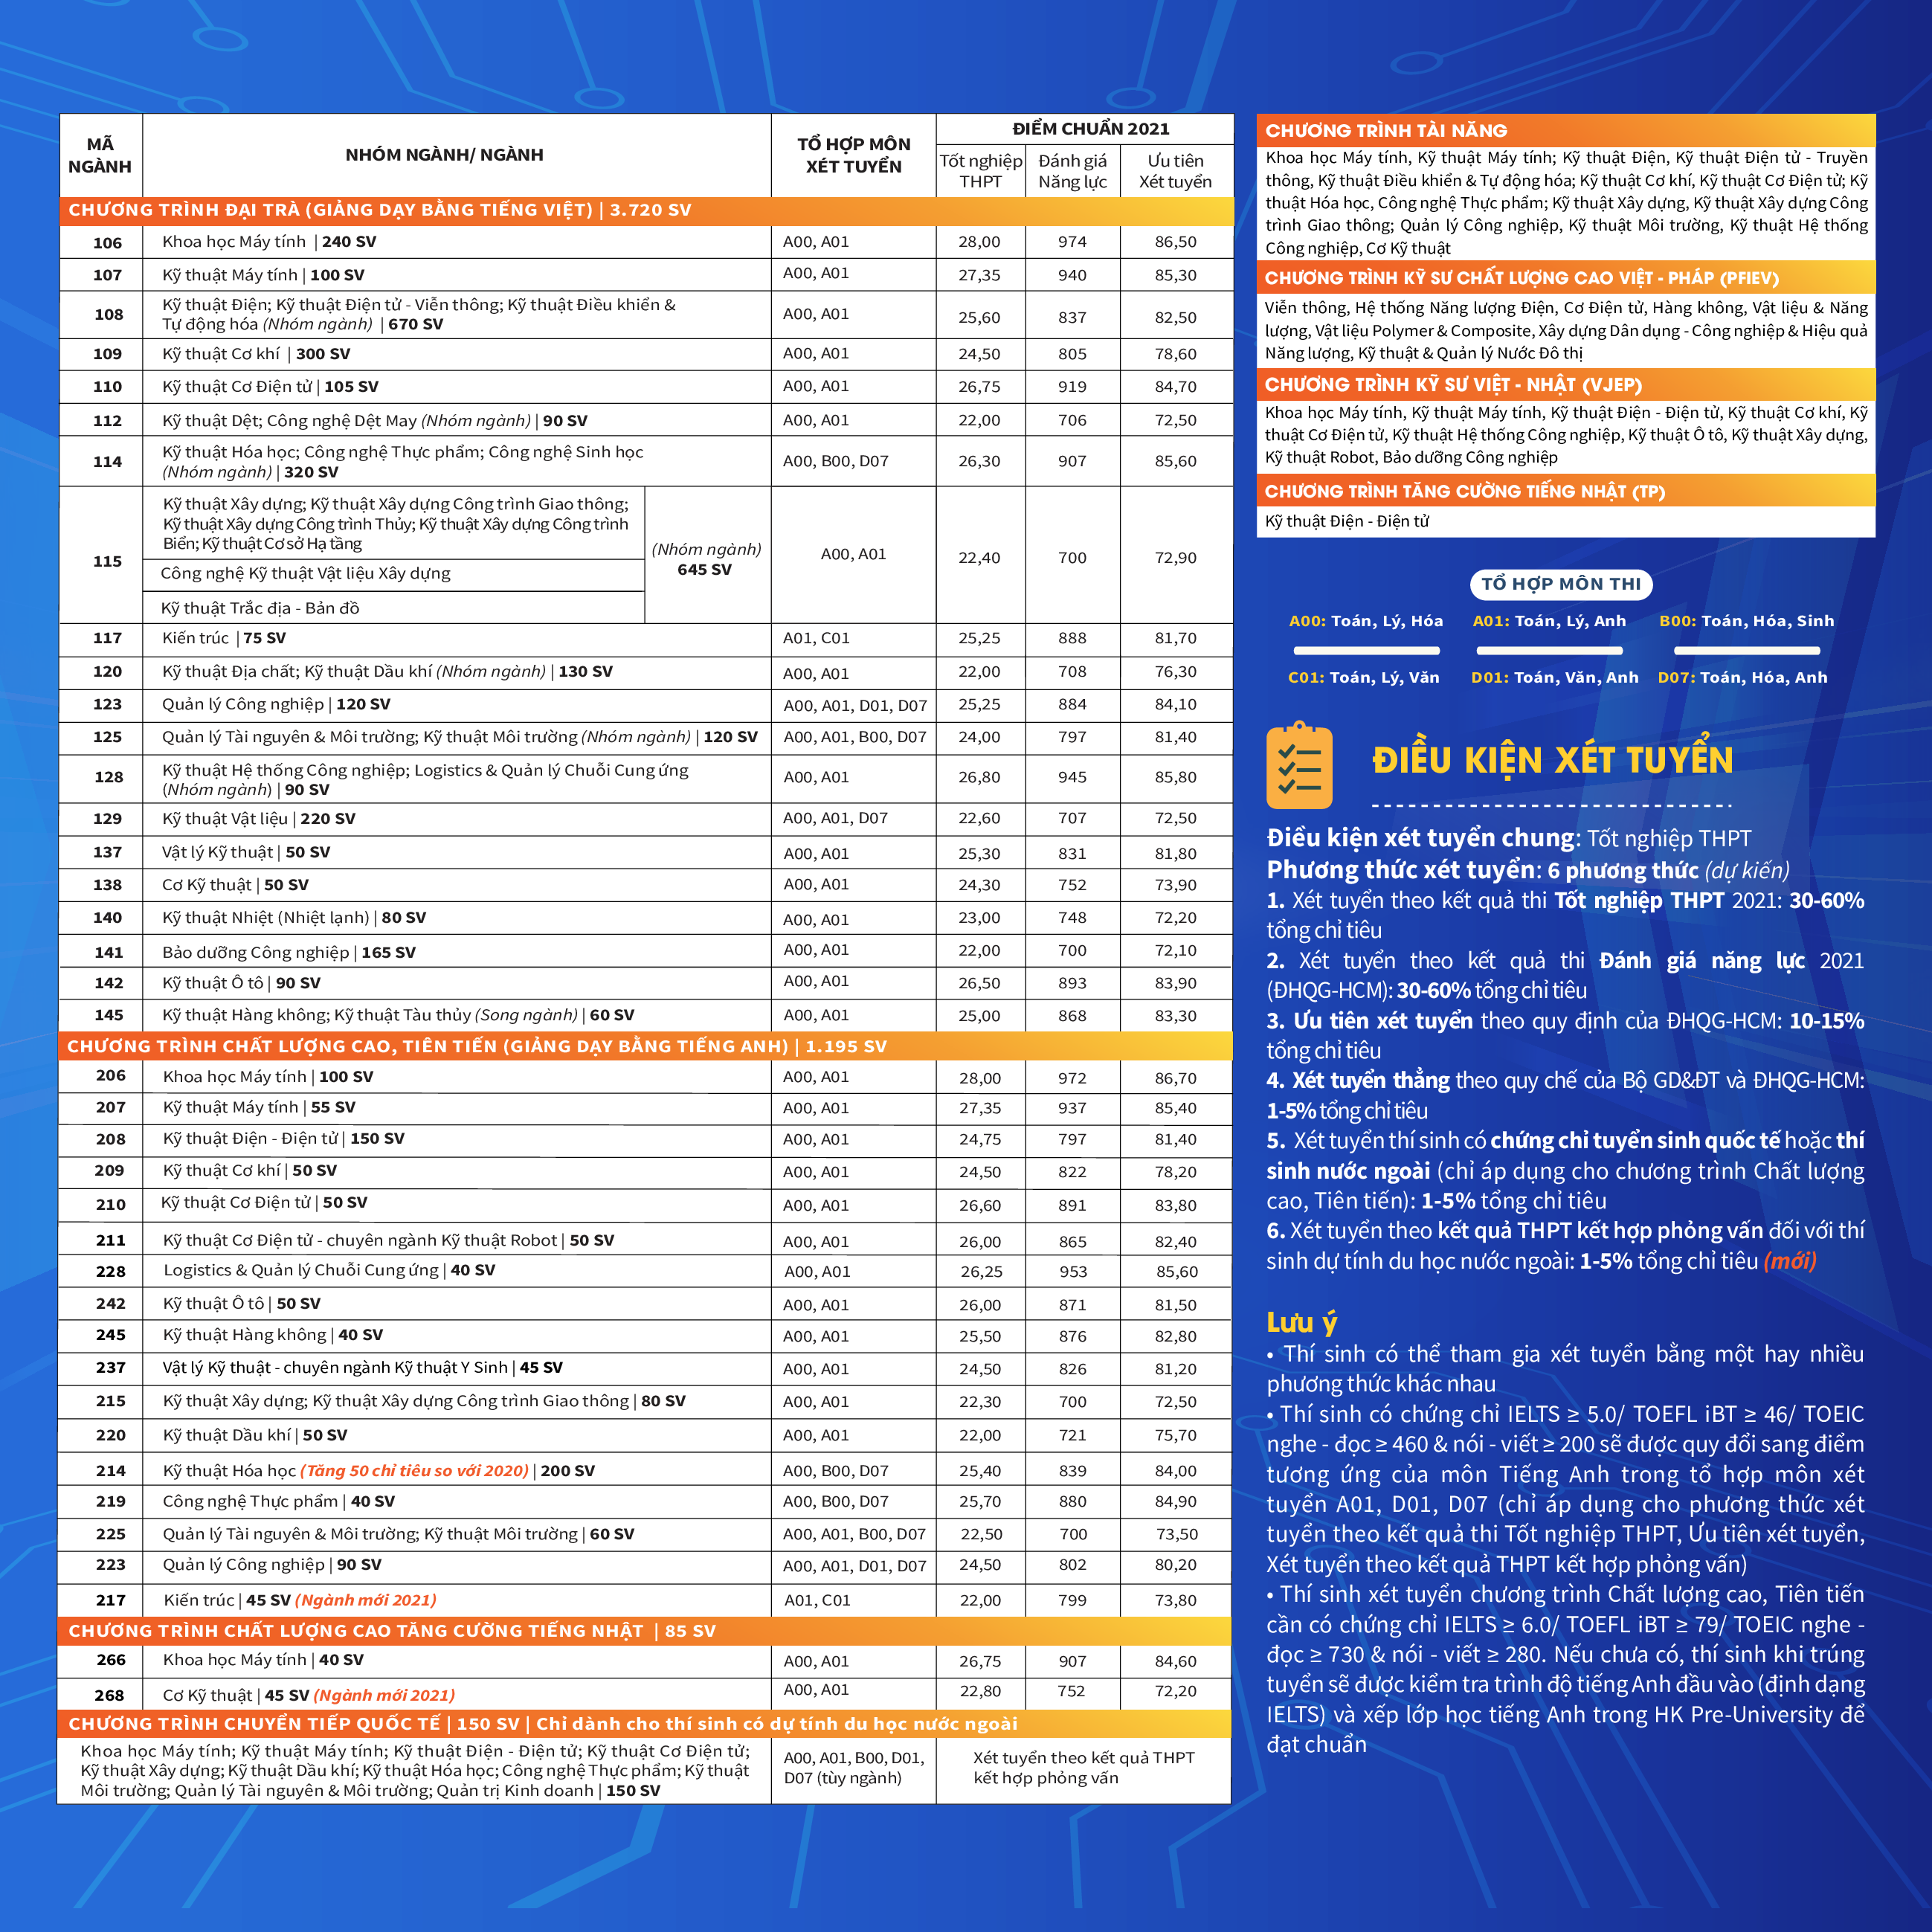 MÃ
NGÀNH
NHÓM NGÀNH/ NGÀNH
TỔ HỢP MÔN
XÉT TUYỂN
ĐIỂM CHUẨN 2021
Tốt nghiệp
THPT
Đánh giá
Năng lực
Ưu tiên
Xét tuyển
CHƯƠNG TRÌNH ĐẠI TRÀ (GIẢNG DẠY BẰNG TIẾNG VIỆT) | 3.720 SV
106 Khoa học Máy tính | 240 SV A00, A01 28,00 974 86,50
107 Kỹ thuật Máy tính | 100 SV A00, A01 27,35 940 85,30
108 Kỹ thuật Điện; Kỹ thuật Điện tử - Viễn thông; Kỹ thuật Điều khiển &
Tự động hóa (Nhóm ngành) | 670 SV A00, A01 25,60 837 82,50
109 Kỹ thuật Cơ khí | 300 SV A00, A01 24,50 805 78,60
110 Kỹ thuật Cơ Điện tử | 105 SV A00, A01 26,75 919 84,70
112 Kỹ thuật Dệt; Công nghệ Dệt May (Nhóm ngành) | 90 SV A00, A01 22,00 706 72,50
114 Kỹ thuật Hóa học; Công nghệ Thực phẩm; Công nghệ Sinh học
(Nhóm ngành) | 320 SV A00, B00, D07 26,30 907 85,60
115 Kỹ thuật Xây dựng; Kỹ thuật Xây dựng Công trình Giao thông;
Kỹ thuật Xây dựng Công trình Thủy; Kỹ thuật Xây dựng Công trình
Biển; Kỹ thuật Cơ sở Hạ tầng
Công nghệ Kỹ thuật Vật liệu Xây dựng
Kỹ thuật Trắc địa - Bản đồ
(Nhóm ngành)
645 SV
A00, A01 22,40 700 72,90
117 Kiến trúc | 75 SV A01, C01 25,25 888 81,70
120 Kỹ thuật Địa chất; Kỹ thuật Dầu khí (Nhóm ngành) | 130 SV A00, A01 22,00 708 76,30
123 Quản lý Công nghiệp | 120 SV A00, A01, D01, D07 25,25 884 84,10
125 Quản lý Tài nguyên & Môi trường; Kỹ thuật Môi trường (Nhóm ngành) | 120 SV A00, A01, B00, D07 24,00 797 81,40
128 Kỹ thuật Hệ thống Công nghiệp; Logistics & Quản lý Chuỗi Cung ứng
(Nhóm ngành) | 90 SV A00, A01 26,80 945 85,80
129 Kỹ thuật Vật liệu | 220 SV A00, A01, D07 22,60 707 72,50
137 Vật lý Kỹ thuật | 50 SV A00, A01 25,30 831 81,80
138 Cơ Kỹ thuật | 50 SV A00, A01 24,30 752 73,90
140 Kỹ thuật Nhiệt (Nhiệt lạnh) | 80 SV A00, A01 23,00 748 72,20
141 Bảo dưỡng Công nghiệp | 165 SV A00, A01 22,00 700 72,10
142 Kỹ thuật Ô tô | 90 SV A00, A01 26,50 893 83,90
145 Kỹ thuật Hàng không; Kỹ thuật Tàu thủy (Song ngành) | 60 SV A00, A01 25,00 868 83,30
CHƯƠNG TRÌNH CHẤT LƯỢNG CAO, TIÊN TIẾN (GIẢNG DẠY BẰNG TIẾNG ANH) | 1.195 SV
206 Khoa học Máy tính | 100 SV A00, A01 28,00 972 86,70
207 Kỹ thuật Máy tính | 55 SV A00, A01 27,35 937 85,40
208 Kỹ thuật Điện - Điện tử | 150 SV A00, A01 24,75 797 81,40
209 Kỹ thuật Cơ khí | 50 SV A00, A01 24,50 822 78,20
210 Kỹ thuật Cơ Điện tử | 50 SV A00, A01 26,60 891 83,80
211 Kỹ thuật Cơ Điện tử - chuyên ngành Kỹ thuật Robot | 50 SV A00, A01 26,00 865 82,40
228 Logistics & Quản lý Chuỗi Cung ứng | 40 SV A00, A01 26,25 953 85,60
242 Kỹ thuật Ô tô | 50 SV A00, A01 26,00 871 81,50
245 Kỹ thuật Hàng không | 40 SV A00, A01 25,50 876 82,80
237 Vật lý Kỹ thuật - chuyên ngành Kỹ thuật Y Sinh | 45 SV A00, A01 24,50 826 81,20
215 Kỹ thuật Xây dựng; Kỹ thuật Xây dựng Công trình Giao thông | 80 SV A00, A01 22,30 700 72,50
220 Kỹ thuật Dầu khí | 50 SV A00, A01 22,00 721 75,70
214 Kỹ thuật Hóa học (Tăng 50 chỉ tiêu so với 2020) | 200 SV A00, B00, D07 25,40 839 84,00
219 Công nghệ Thực phẩm | 40 SV A00, B00, D07 25,70 880 84,90
225 Quản lý Tài nguyên & Môi trường; Kỹ thuật Môi trường | 60 SV A00, A01, B00, D07 22,50 700 73,50
223 Quản lý Công nghiệp | 90 SV A00, A01, D01, D07 24,50 802 80,20
217 Kiến trúc | 45 SV (Ngành mới 2021) A01, C01 22,00 799 73,80
CHƯƠNG TRÌNH CHẤT LƯỢNG CAO TĂNG CƯỜNG TIẾNG NHẬT | 85 SV
266 Khoa học Máy tính | 40 SV A00, A01 26,75 907 84,60
268 Cơ Kỹ thuật | 45 SV (Ngành mới 2021) A00, A01 22,80 752 72,20
CHƯƠNG TRÌNH CHUYỂN TIẾP QUỐC TẾ | 150 SV | Chỉ dành cho thí sinh có dự tính du học nước ngoài
Khoa học Máy tính; Kỹ thuật Máy tính; Kỹ thuật Điện - Điện tử; Kỹ thuật Cơ Điện tử;
Kỹ thuật Xây dựng; Kỹ thuật Dầu khí; Kỹ thuật Hóa học; Công nghệ Thực phẩm; Kỹ thuật
Môi trường; Quản lý Tài nguyên & Môi trường; Quản trị Kinh doanh | 150 SV
A00, A01, B00, D01,
D07 (tùy ngành)
Xét tuyển theo kết quả THPT
kết hợp phỏng vấn
CHƯƠNG TRÌNH TÀI NĂNG
Khoa học Máy tính, Kỹ thuật Máy tính; Kỹ thuật Điện, Kỹ thuật Điện tử - Truyền
thông, Kỹ thuật Điều khiển & Tự động hóa; Kỹ thuật Cơ khí, Kỹ thuật Cơ Điện tử; Kỹ
thuật Hóa học, Công nghệ Thực phẩm; Kỹ thuật Xây dựng, Kỹ thuật Xây dựng Công
trình Giao thông; Quản lý Công nghiệp, Kỹ thuật Môi trường, Kỹ thuật Hệ thống
Công nghiệp, Cơ Kỹ thuật
CHƯƠNG TRÌNH KỸ SƯ CHẤT LƯỢNG CAO VIỆT - PHÁP (PFIEV)
Viễn thông, Hệ thống Năng lượng Điện, Cơ Điện tử, Hàng không, Vật liệu & Năng
lượng, Vật liệu Polymer & Composite, Xây dựng Dân dụng - Công nghiệp & Hiệu quả
Năng lượng, Kỹ thuật & Quản lý Nước Đô thị
CHƯƠNG TRÌNH KỸ SƯ VIỆT - NHẬT (VJEP)
Khoa học Máy tính, Kỹ thuật Máy tính, Kỹ thuật Điện - Điện tử, Kỹ thuật Cơ khí, Kỹ
thuật Cơ Điện tử, Kỹ thuật Hệ thống Công nghiệp, Kỹ thuật Ô tô, Kỹ thuật Xây dựng,
Kỹ thuật Robot, Bảo dưỡng Công nghiệp
CHƯƠNG TRÌNH TĂNG CƯỜNG TIẾNG NHẬT (TP)
Kỹ thuật Điện - Điện tử
TỔ HỢP MÔN THI
A00: Toán, Lý, Hóa A01: Toán, Lý, Anh B00: Toán, Hóa, Sinh
C01: Toán, Lý, Văn D01: Toán, Văn, Anh D07: Toán, Hóa, Anh
ĐIỀU KIỆN XÉT TUYỂN
Điều kiện xét tuyển chung: Tốt nghiệp THPT
Phương thức xét tuyển: 6 phương thức (dự kiến)
1. Xét tuyển theo kết quả thi Tốt nghiệp THPT 2021: 30-60%
tổng chỉ tiêu
2. Xét tuyển theo kết quả thi Đánh giá năng lực 2021
(ĐHQG-HCM): 30-60% tổng chỉ tiêu
3. Ưu tiên xét tuyển theo quy định của ĐHQG-HCM: 10-15%
tổng chỉ tiêu
4. Xét tuyển thẳng theo quy chế của Bộ GD&ĐT và ĐHQG-HCM:
1-5% tổng chỉ tiêu
5. Xét tuyển thí sinh có chứng chỉ tuyển sinh quốc tế hoặc thí
sinh nước ngoài (chỉ áp dụng cho chương trình Chất lượng
cao, Tiên tiến): 1-5% tổng chỉ tiêu
6. Xét tuyển theo kết quả THPT kết hợp phỏng vấn đối với thí
sinh dự tính du học nước ngoài: 1-5% tổng chỉ tiêu (mới)
Lưu ý
• Thí sinh có thể tham gia xét tuyển bằng một hay nhiều
phương thức khác nhau
• Thí sinh có chứng chỉ IELTS ≥ 5.0/ TOEFL iBT ≥ 46/ TOEIC
nghe - đọc ≥ 460 & nói - viết ≥ 200 sẽ được quy đổi sang điểm
tương ứng của môn Tiếng Anh trong tổ hợp môn xét
tuyển A01, D01, D07 (chỉ áp dụng cho phương thức xét
tuyển theo kết quả thi Tốt nghiệp THPT, Ưu tiên xét tuyển,
Xét tuyển theo kết quả THPT kết hợp phỏng vấn)
• Thí sinh xét tuyển chương trình Chất lượng cao, Tiên tiến
cần có chứng chỉ IELTS ≥ 6.0/ TOEFL iBT ≥ 79/ TOEIC nghe -
đọc ≥ 730 & nói - viết ≥ 280. Nếu chưa có, thí sinh khi trúng
tuyển sẽ được kiểm tra trình độ tiếng Anh đầu vào (định dạng
IELTS) và xếp lớp học tiếng Anh trong HK Pre-University để
đạt chuẩn